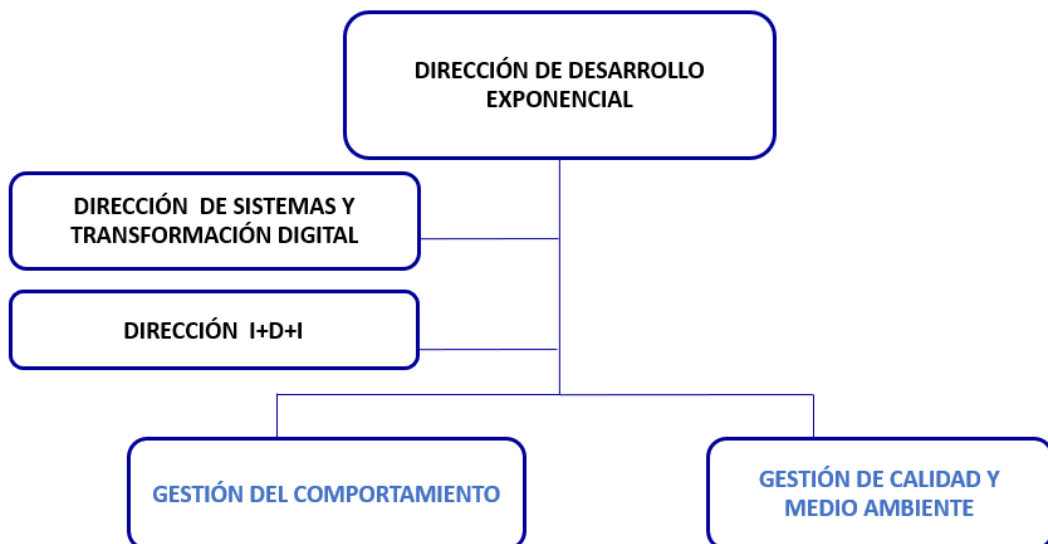 DIRECCIÓN DE DESARROLLO
EXPONENCIAL
DIRECCIÓN DE SISTEMAS Y
TRANSFORMACIÓN DIGITAL
DIRECCIÓN I+D+I
GESTIÓN DEL COMPORTAMIENTO
GESTIÓN DE CALIDAD Y
MEDIO AMBIENTE